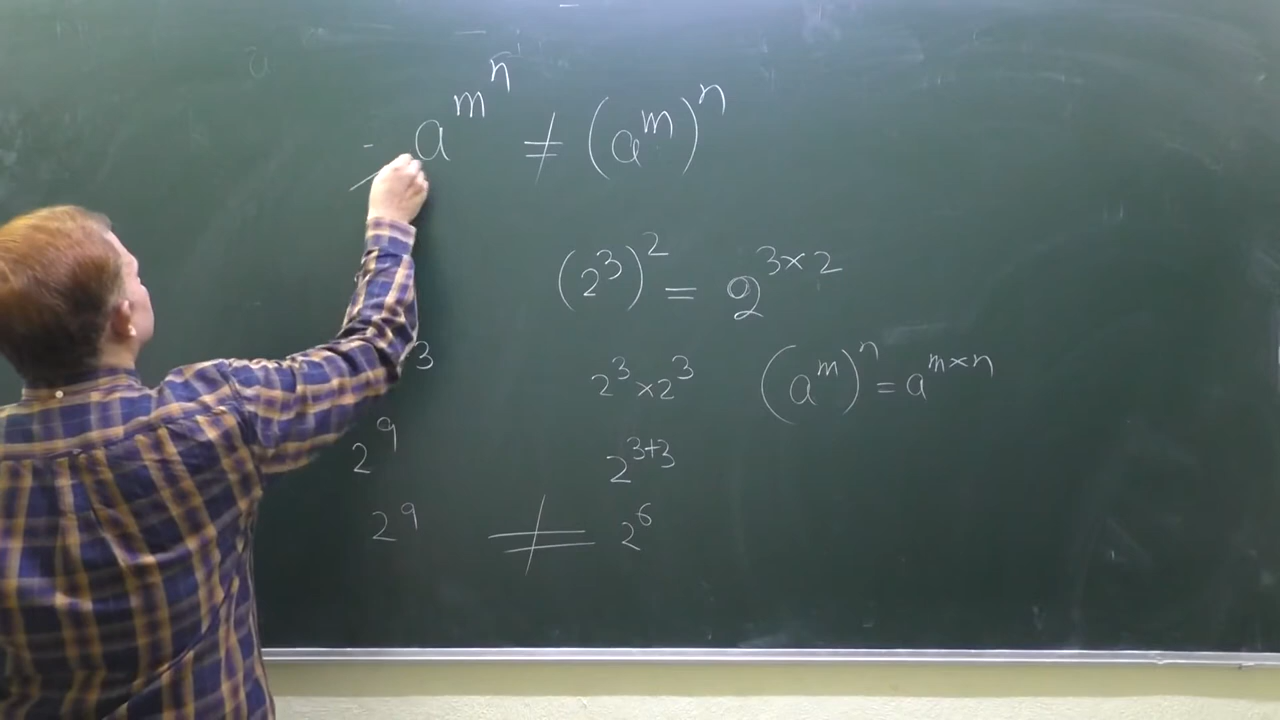 a^{m^n} ≠ (a^m)^n
(2^3)^2 = 2^{3×2}
3 2^3×2^3 (a^m)^n = a^{m×n}
2^9 2^{3+3}
2^9 ≠ 2^6